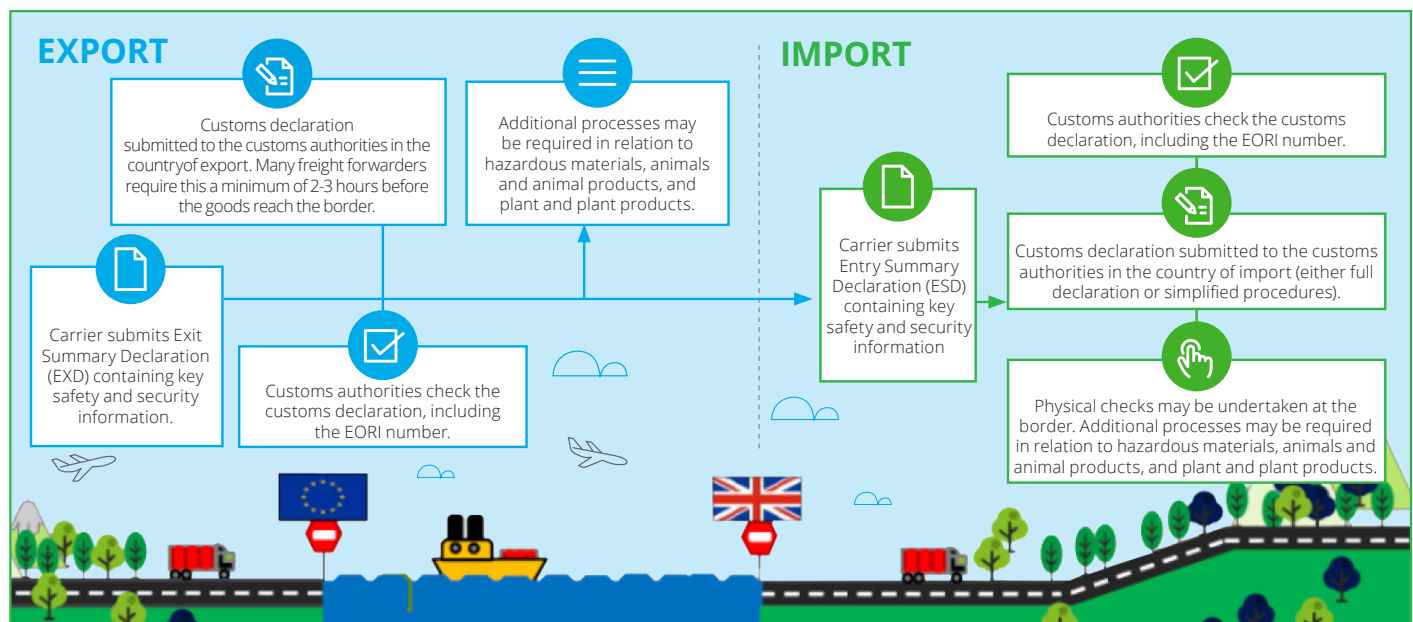 EXPORT
Customs declaration
submitted to the customs authorities in the
countryof export. Many freight forwarders
require this a minimum of 2-3 hours before
the goods reach the border.
Additional processes may
be required in relation to
hazardous materials, animals
and animal products, and
plant and plant products.
Carrier submits Exit
Summary Declaration
(EXD) containing key
safety and security
information.
Customs authorities check the
customs declaration, including
the EORI number.
IMPORT
Carrier submits
Entry Summary
Declaration (ESD)
containing key
safety and security
information
Customs authorities check the customs
declaration, including the EORI number.
Customs declaration submitted to the customs
authorities in the country of import (either full
declaration or simplified procedures).
Physical checks may be undertaken at the
border. Additional processes may be required
in relation to hazardous materials, animals and
animal products, and plant and plant products.